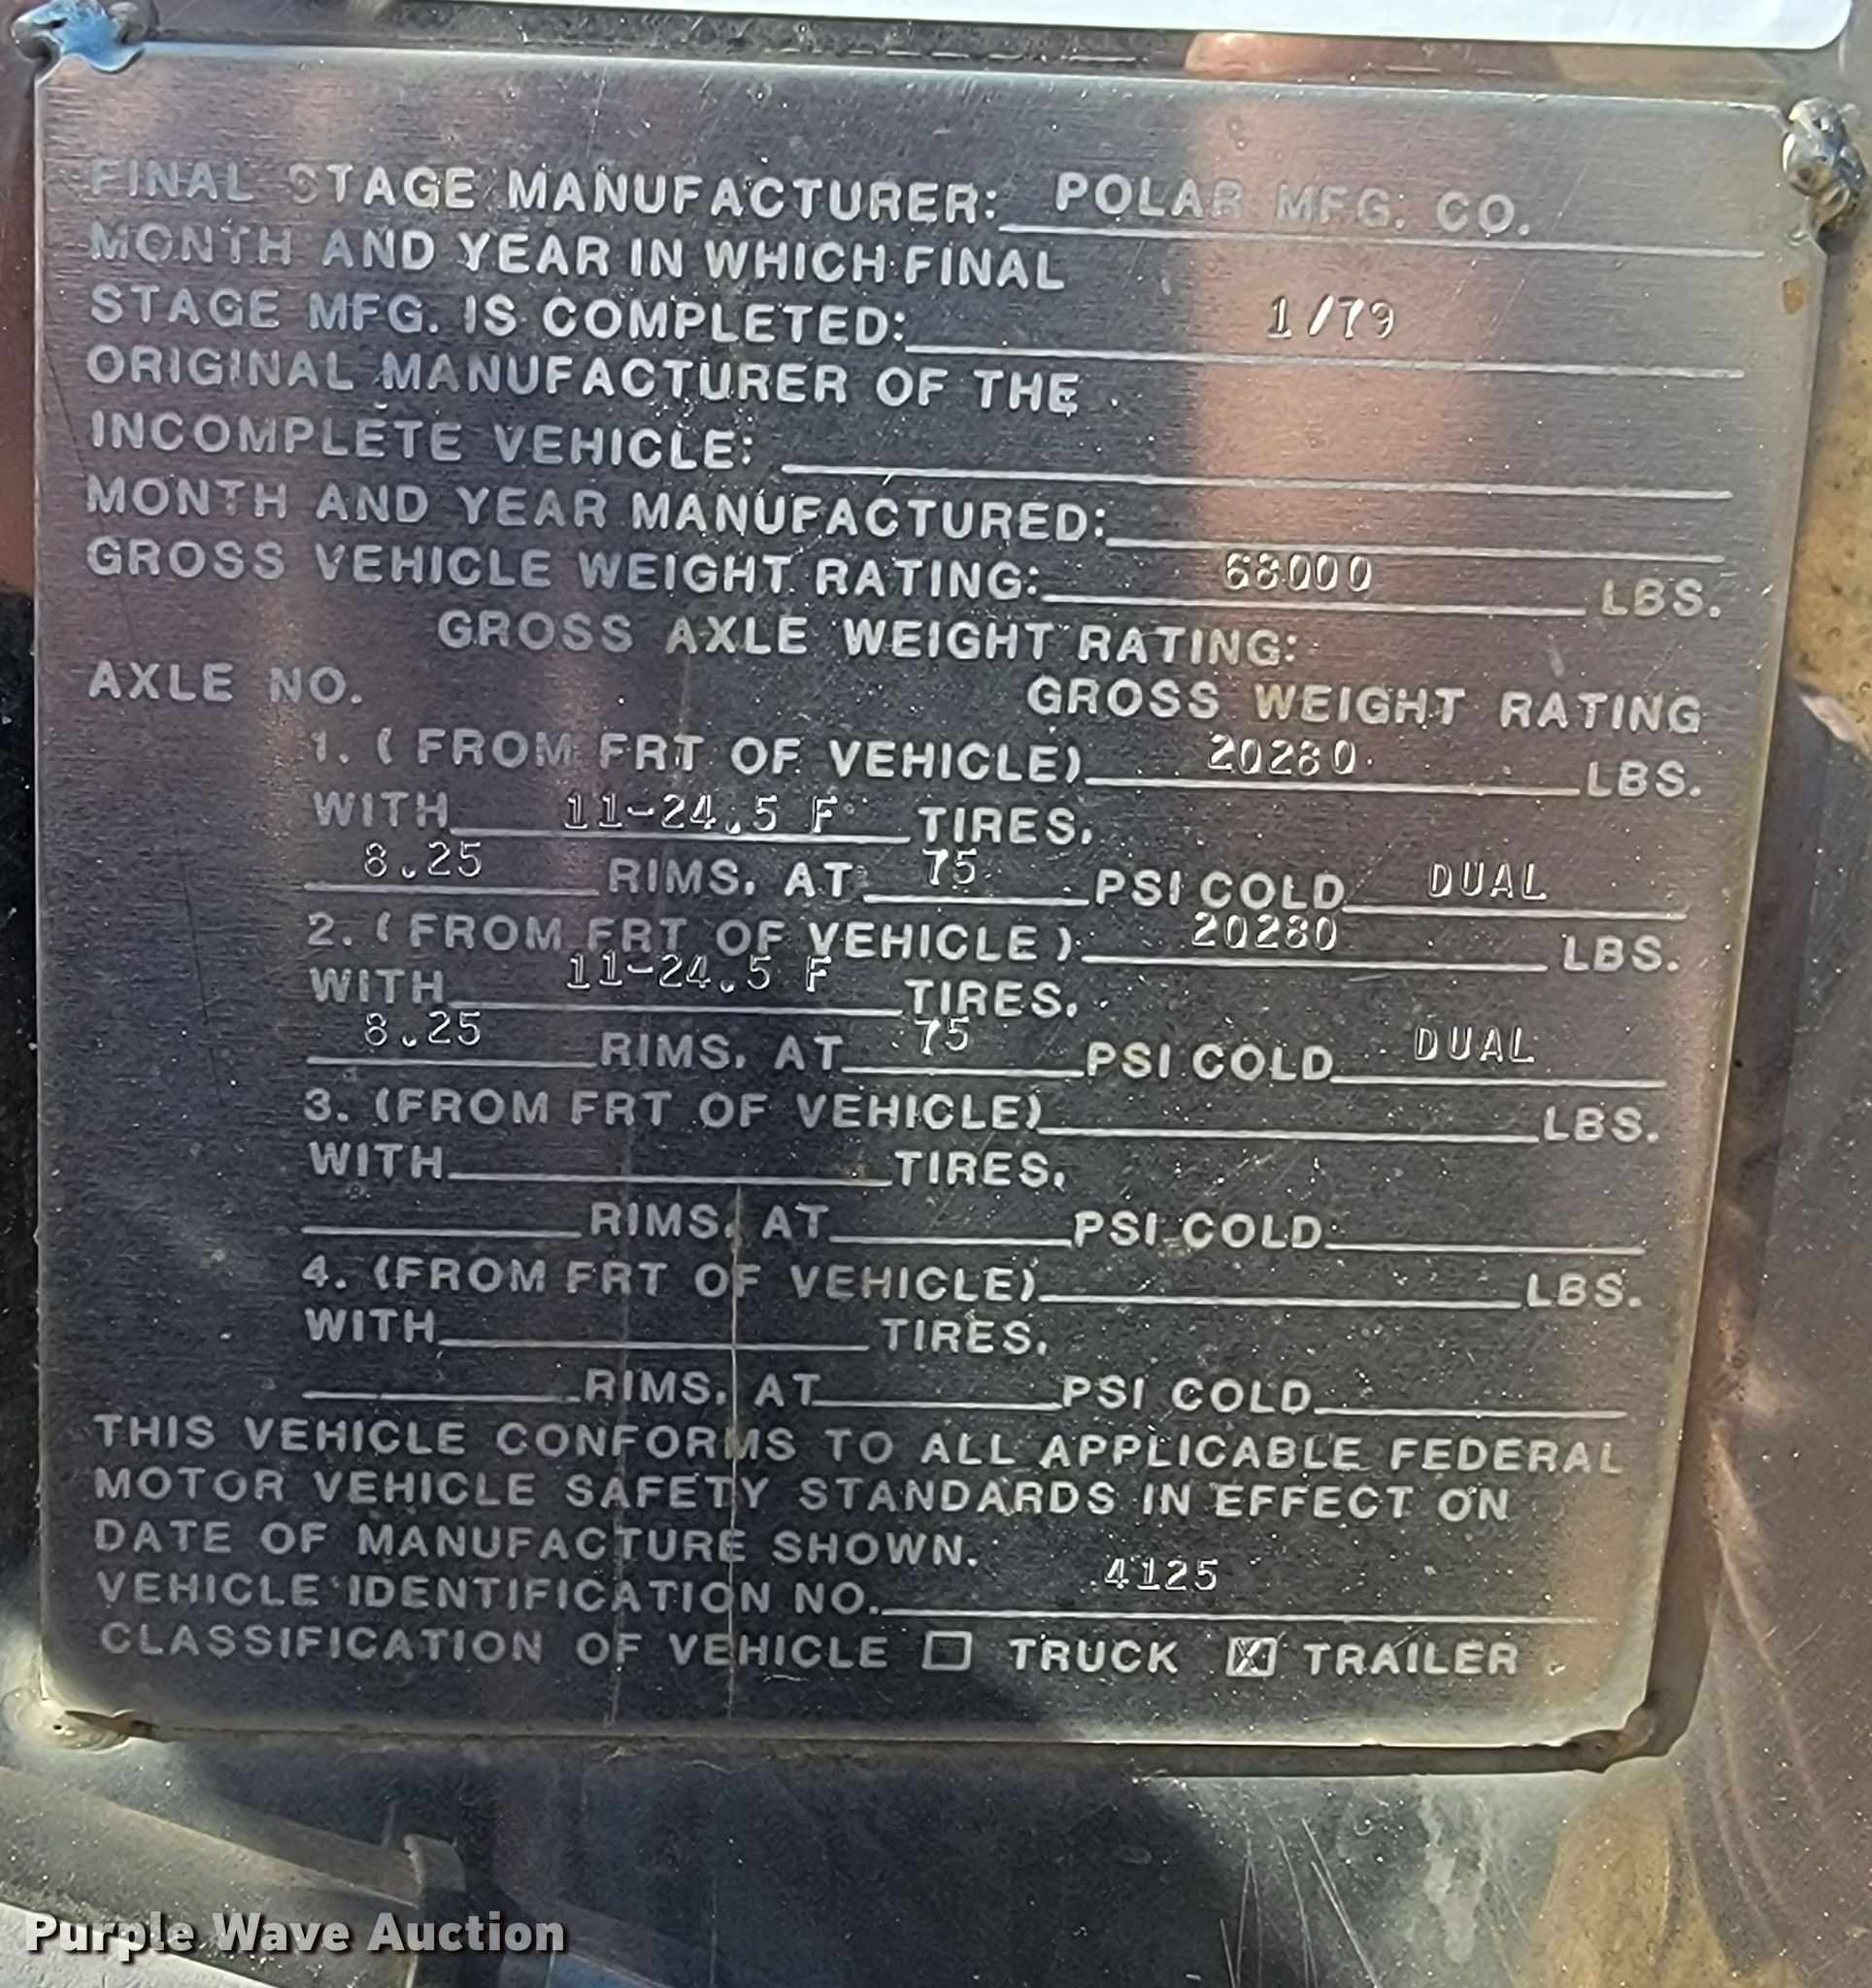 FINAL STAGE MANUFACTURER: POLAR MFG. CO.
MONTH AND YEAR IN WHICH FINAL
STAGE MFG. IS COMPLETED: 1/79
ORIGINAL MANUFACTURER OF THE
INCOMPLETE VEHICLE:
MONTH AND YEAR MANUFACTURED:
GROSS VEHICLE WEIGHT RATING: 68000 LBS.
GROSS AXLE WEIGHT RATING:
AXLE NO. GROSS WEIGHT RATING
1. (FROM FRT OF VEHICLE) 20280 LBS.
WITH 11-24.5 F TIRES,
8.25 RIMS, AT 75 PSI COLD DUAL
2. (FROM FRT OF VEHICLE) 20280 LBS.
WITH 11-24.5 F TIRES,
8.25 RIMS, AT 75 PSI COLD DUAL
3. (FROM FRT OF VEHICLE) LBS.
WITH TIRES,
RIMS, AT PSI COLD
4. (FROM FRT OF VEHICLE) LBS.
WITH TIRES,
RIMS, AT PSI COLD
THIS VEHICLE CONFORMS TO ALL APPLICABLE FEDERAL
MOTOR VEHICLE SAFETY STANDARDS IN EFFECT ON
DATE OF MANUFACTURE SHOWN.
VEHICLE IDENTIFICATION NO. 4125
CLASSIFICATION OF VEHICLE ☐ TRUCK ☒ TRAILER
Purple Wave Auction